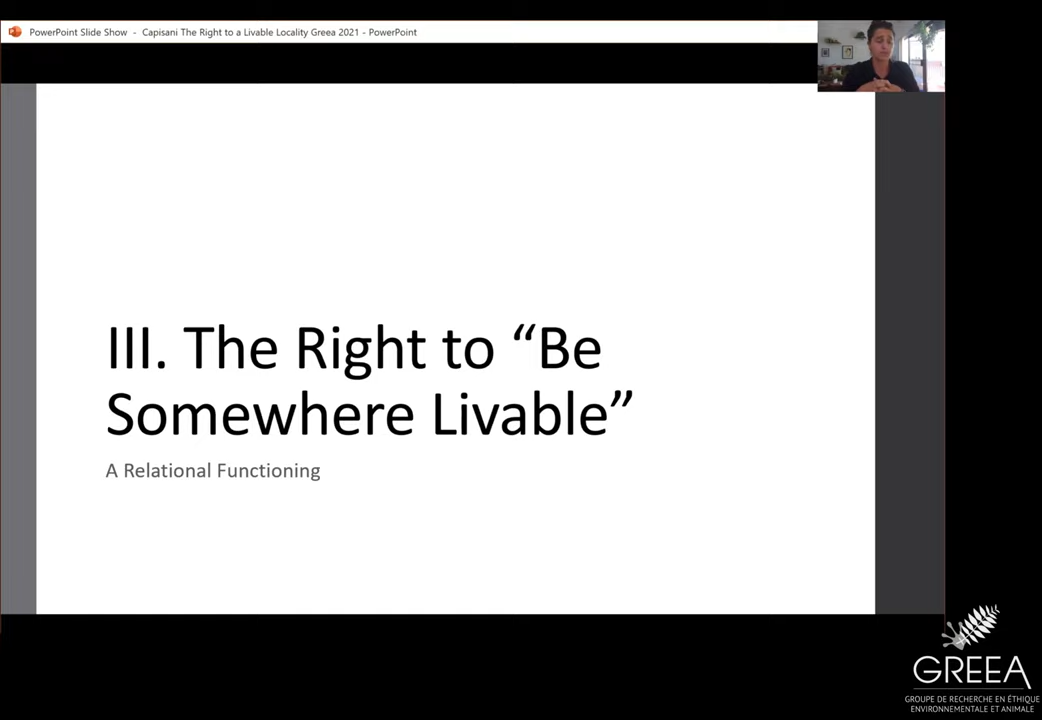 PowerPoint Slide Show - Capisani The Right to a Livable Locality Greea 2021 - PowerPoint
III. The Right to “Be
Somewhere Livable”
A Relational Functioning
GREEA
GROUPE DE RECHERCHE EN ÉTHIQUE
ENVIRONNEMENTALE ET ANIMALE